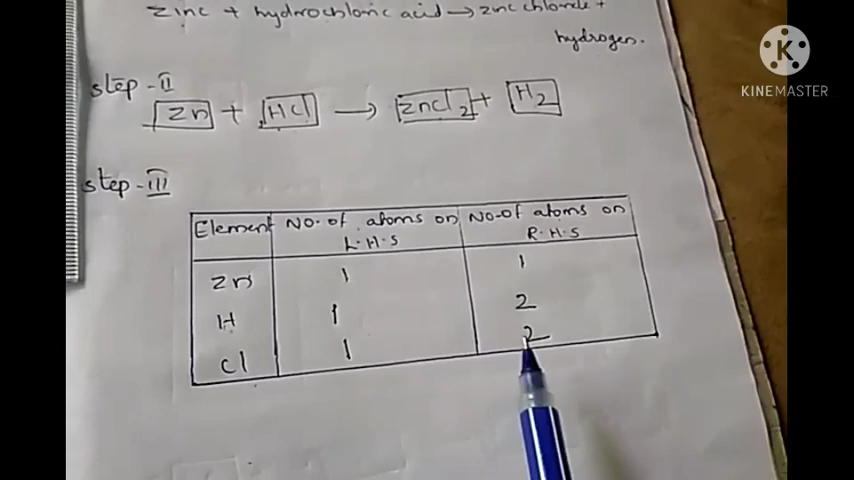 zinc + hydrochloric acid → zinc chloride +
hydrogen.
step - II
Zn + HCl → ZnCl2 + H2
step - III
Element No. of atoms on L.H.S No. of atoms on R.H.S
Zn 1 1
H 1 2
Cl 1 2
K
KINEMASTER